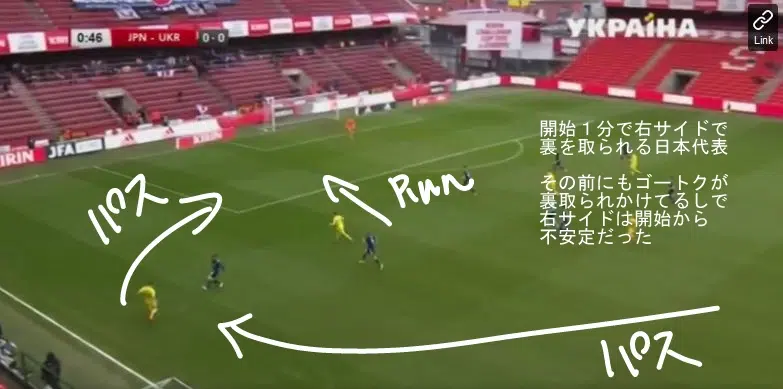 УКРАЇНА
Link
0:46 JPN - UKR 0 - 0
KIRIN
JFA
開始1分で右サイドで
裏を取られる日本代表
その前にもゴートクが
裏取られかけてるしで
右サイドは開始から
不安定だった
パス
Run
パス